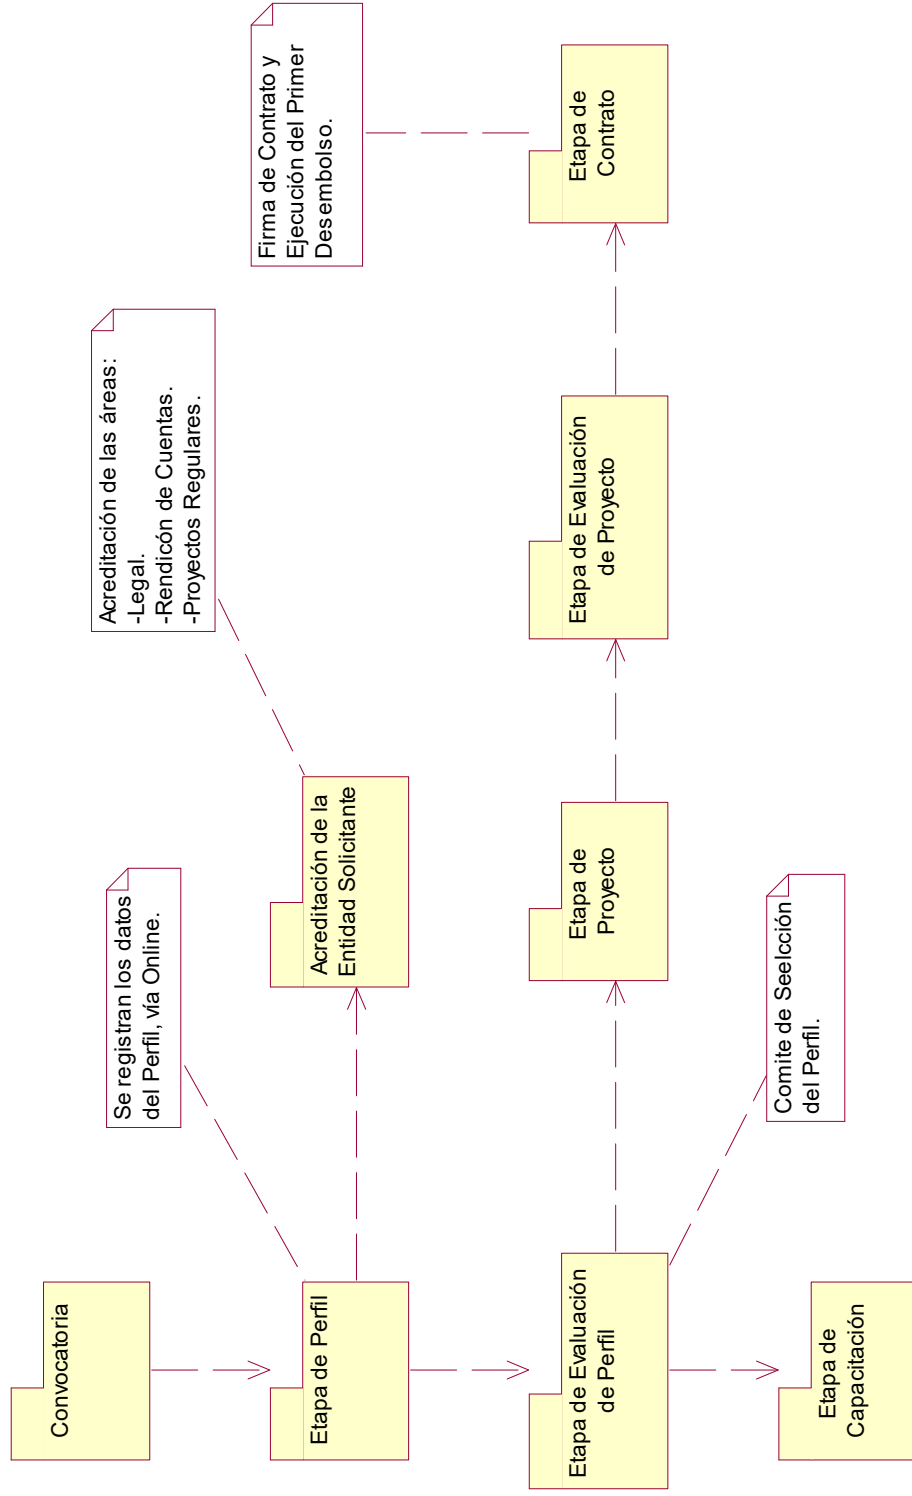 Convocatoria
Se registran los datos
del Perfil, vía Online.
Acreditación de las áreas:
-Legal.
-Rendicón de Cuentas.
-Proyectos Regulares.
Etapa de Perfil
Acreditación de la
Entidad Solicitante
Firma de Contrato y
Ejecución del Primer
Desembolso.
Etapa de Evaluación
de Perfil
Etapa de
Proyecto
Etapa de Evaluación
de Proyecto
Etapa de
Contrato
Comite de Seelcción
del Perfil.
Etapa de
Capacitación